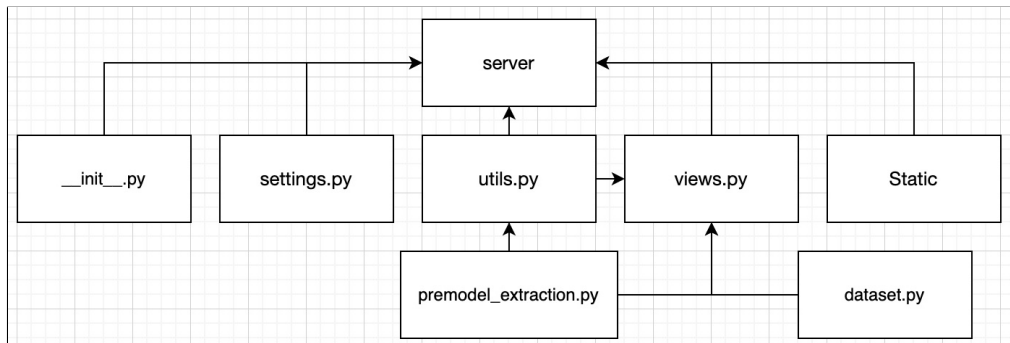 server
__init__.py
settings.py
utils.py
views.py
Static
premodel_extraction.py
dataset.py